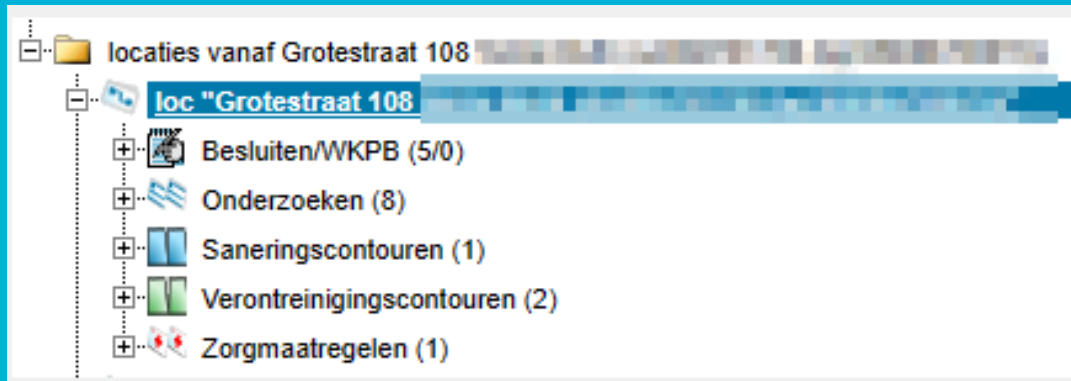 locaties vanaf Grotestraat 108
loc "Grotestraat 108
Besluiten/WKPB (5/0)
Onderzoeken (8)
Saneringscontouren (1)
Verontreinigingscontouren (2)
Zorgmaatregelen (1)